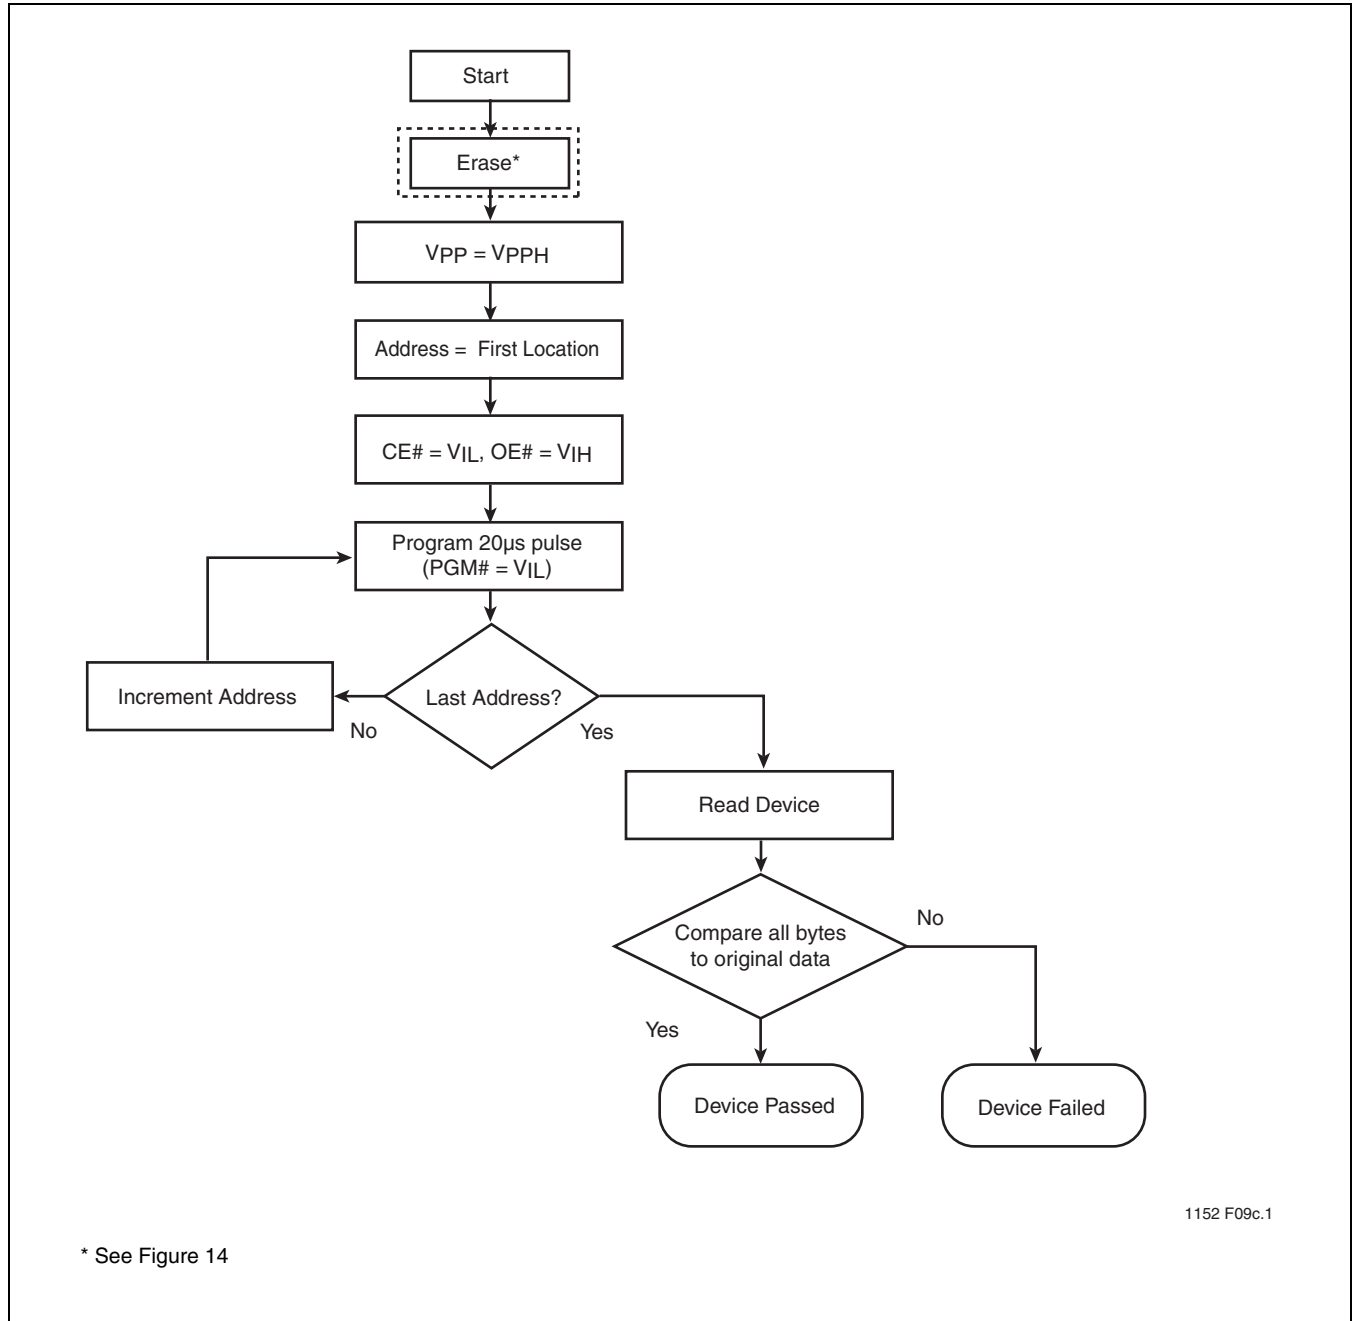 Start
Erase*
VPP = VPPH
Address = First Location
CE# = VIL, OE# = VIH
Program 20µs pulse
(PGM# = VIL)
Increment Address
Last Address?
No
Yes
Read Device
Compare all bytes
to original data
No
Yes
Device Passed
Device Failed
1152 F09c.1
* See Figure 14